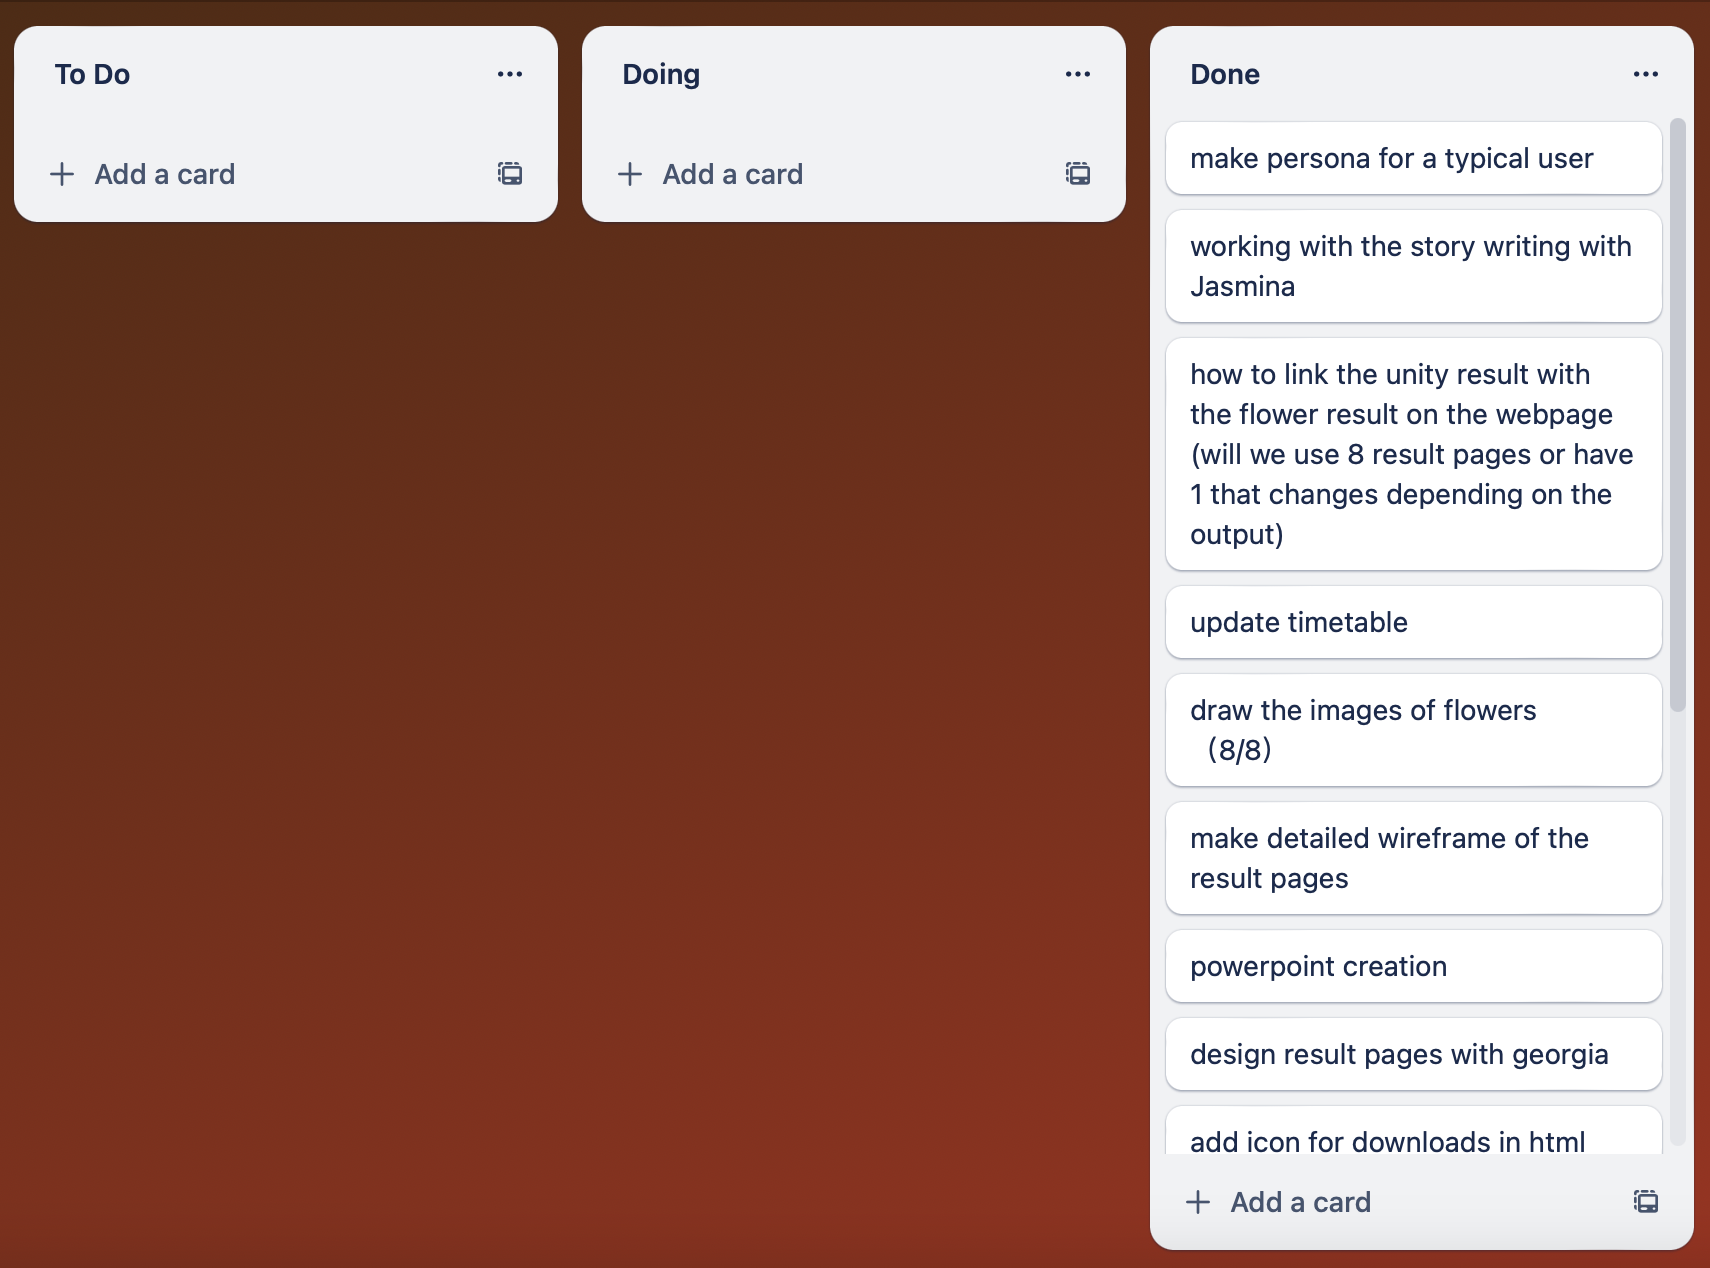 To Do
Add a card
Doing
Add a card
Done
make persona for a typical user
working with the story writing with
Jasmina
how to link the unity result with
the flower result on the webpage
(will we use 8 result pages or have
1 that changes depending on the
output)
update timetable
draw the images of flowers
（8/8）
make detailed wireframe of the
result pages
powerpoint creation
design result pages with georgia
add icon for downloads in html
Add a card